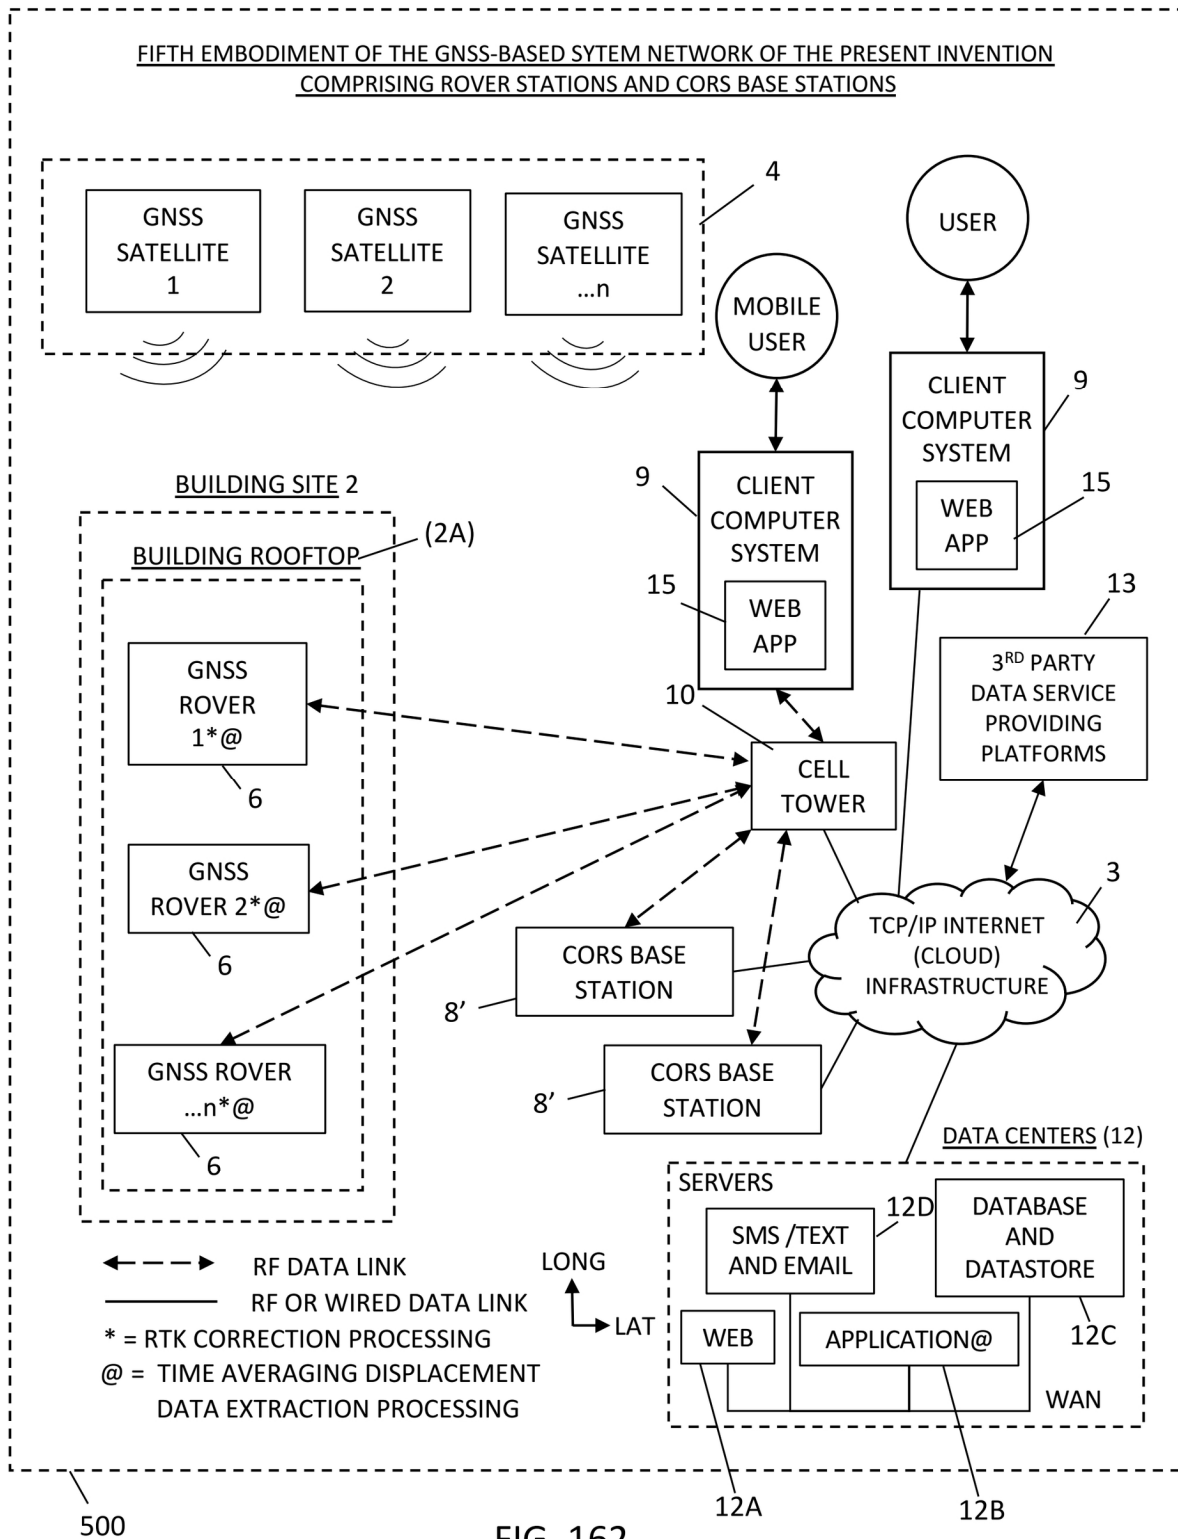 FIFTH EMBODIMENT OF THE GNSS-BASED SYTEM NETWORK OF THE PRESENT INVENTION
COMPRISING ROVER STATIONS AND CORS BASE STATIONS
4
GNSS
SATELLITE
1
GNSS
SATELLITE
2
GNSS
SATELLITE
...n
USER
MOBILE
USER
CLIENT
COMPUTER
SYSTEM
9
WEB
APP
15
9
CLIENT
COMPUTER
SYSTEM
15
WEB
APP
BUILDING SITE 2
BUILDING ROOFTOP
(2A)
GNSS
ROVER
1*@
6
GNSS
ROVER 2*@
6
GNSS ROVER
...n*@
6
10
CELL
TOWER
13
3RD PARTY
DATA SERVICE
PROVIDING
PLATFORMS
3
TCP/IP INTERNET
(CLOUD)
INFRASTRUCTURE
CORS BASE
STATION
8’
CORS BASE
STATION
8’
DATA CENTERS (12)
SERVERS
SMS /TEXT
AND EMAIL
12D
DATABASE
AND
DATASTORE
12C
WEB
APPLICATION@
WAN
12A
12B
RF DATA LINK
RF OR WIRED DATA LINK
* = RTK CORRECTION PROCESSING
@ = TIME AVERAGING DISPLACEMENT
DATA EXTRACTION PROCESSING
LONG
LAT
500
FIG. 162